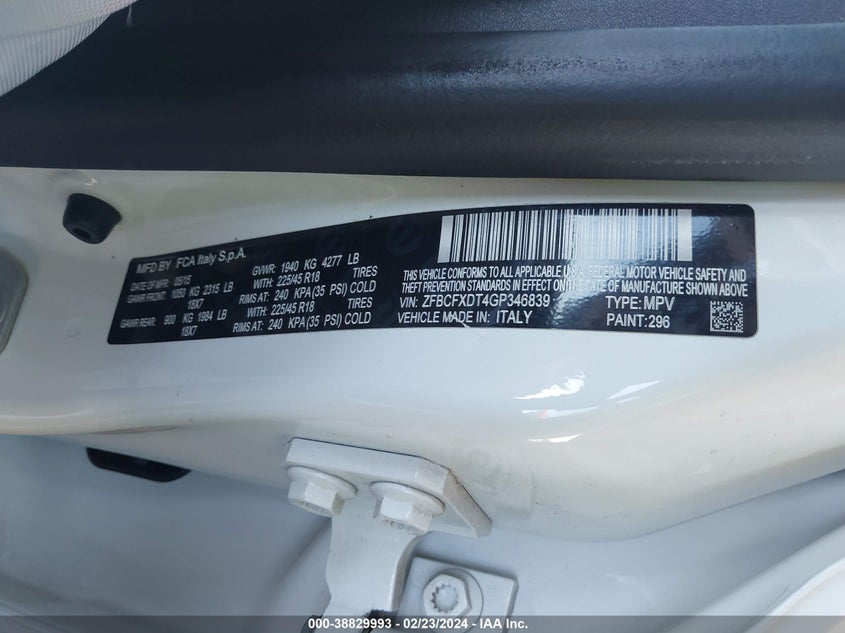 MFD BY FCA Italy S.p.A.
DATE OF MFR: 05/15 GVWR: 1940 KG 4277 LB
GAWR FRONT: 1050 KG 2315 LB WITH: 225/45 R18 TIRES
18X7 RIMS AT: 240 KPA(35 PSI) COLD
GAWR REAR: 900 KG 1984 LB WITH: 225/45 R18 TIRES
18X7 RIMS AT: 240 KPA (35 PSI) COLD
THIS VEHICLE CONFORMS TO ALL APPLICABLE U.S.A. FEDERAL MOTOR VEHICLE SAFETY
AND THEFT PREVENTION STANDARDS IN EFFECT ON THE DATE OF MANUFACTURE SHOWN ABOVE
VIN: ZFBCFXDT4GP346839 TYPE: MPV
VEHICLE MADE IN: ITALY PAINT:296
000-38829993 - 02/23/2024 - IAA Inc.